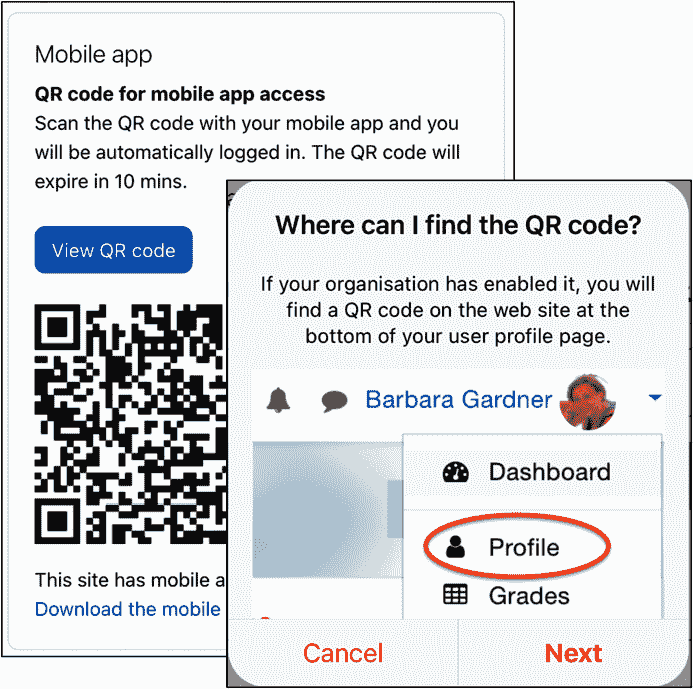 Mobile app
QR code for mobile app access
Scan the QR code with your mobile app and you
will be automatically logged in. The QR code will
expire in 10 mins.
View QR code
This site has mobile a
Download the mobile
Where can I find the QR code?
If your organisation has enabled it, you will
find a QR code on the web site at the
bottom of your user profile page.
Barbara Gardner
Dashboard
Profile
Grades
Cancel
Next